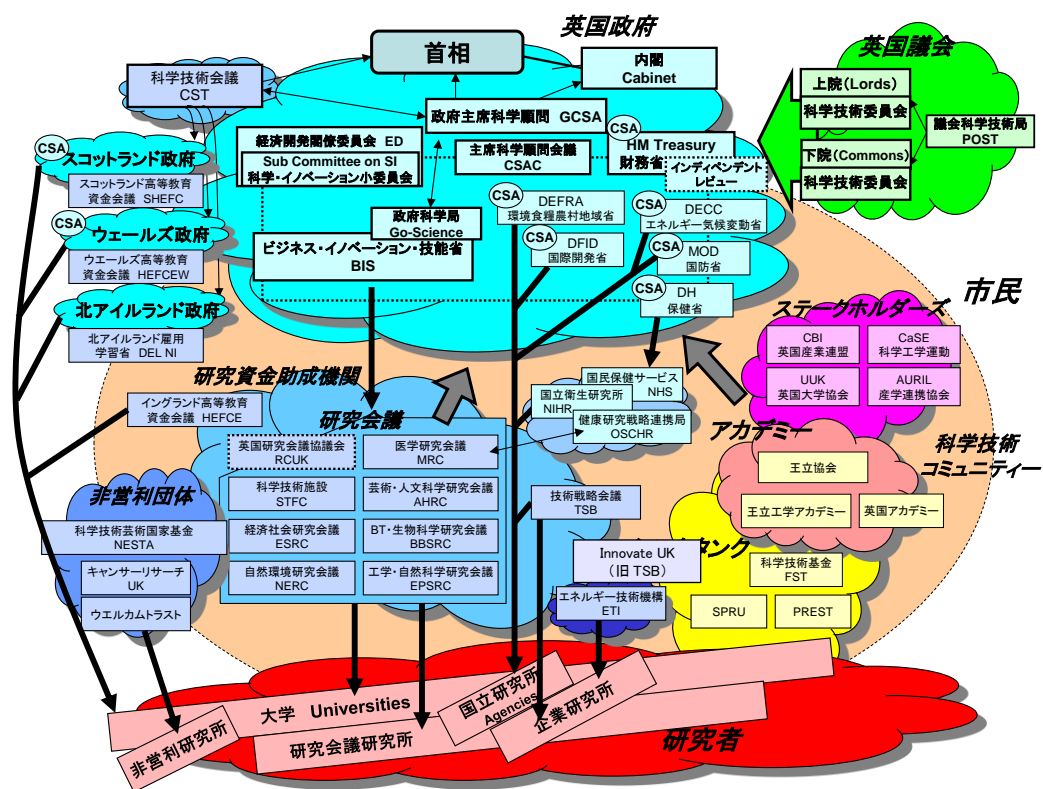 英国政府
首相
内閣
Cabinet
英国議会
科学技術会議
CST
政府主席科学顧問 GCSA
上院(Lords)
科学技術委員会
下院(Commons)
科学技術委員会
議会科学技術局
POST
経済開発閣僚委員会 ED
Sub Committee on SI
科学・イノベーション小委員会
主席科学顧問会議
CSAC
CSA
HM Treasury
財務省
インディペンデント
レビュー
CSA
スコットランド政府
スコットランド高等教育
資金会議 SHEFC
CSA
ウェールズ政府
ウエールズ高等教育
資金会議 HEFCEW
北アイルランド政府
北アイルランド雇用
学習省 DEL NI
政府科学局
Go-Science
ビジネス・イノベーション・技能省
BIS
CSA
DEFRA
環境食糧農村地域省
CSA
DFID
国際開発省
CSA
DECC
エネルギー気候変動省
CSA
MOD
国防省
CSA
DH
保健省
市民
ステークホルダーズ
CBI
英国産業連盟
CaSE
科学工学運動
UUK
英国大学協会
AURIL
産学連携協会
研究資金助成機関
イングランド高等教育
資金会議 HEFCE
研究会議
英国研究会議協議会
RCUK
医学研究会議
MRC
科学技術施設
STFC
芸術・人文科学研究会議
AHRC
経済社会研究会議
ESRC
BT・生物科学研究会議
BBSRC
自然環境研究会議
NERC
工学・自然科学研究会議
EPSRC
国民保健サービス
NHS
国立衛生研究所
NIHR
健康研究戦略連携局
OSCHR
技術戦略会議
TSB
Innovate UK
(旧 TSB)
エネルギー技術機構
ETI
アカデミー
王立協会
王立工学アカデミー
英国アカデミー
科学技術
コミュニティー
タンク
科学技術基金
FST
SPRU
PREST
非営利団体
科学技術芸術国家基金
NESTA
キャンサーリサーチ
UK
ウエルカムトラスト
大学 Universities
国立研究所
Agencies
企業研究所
非営利研究所
研究会議研究所
研究者